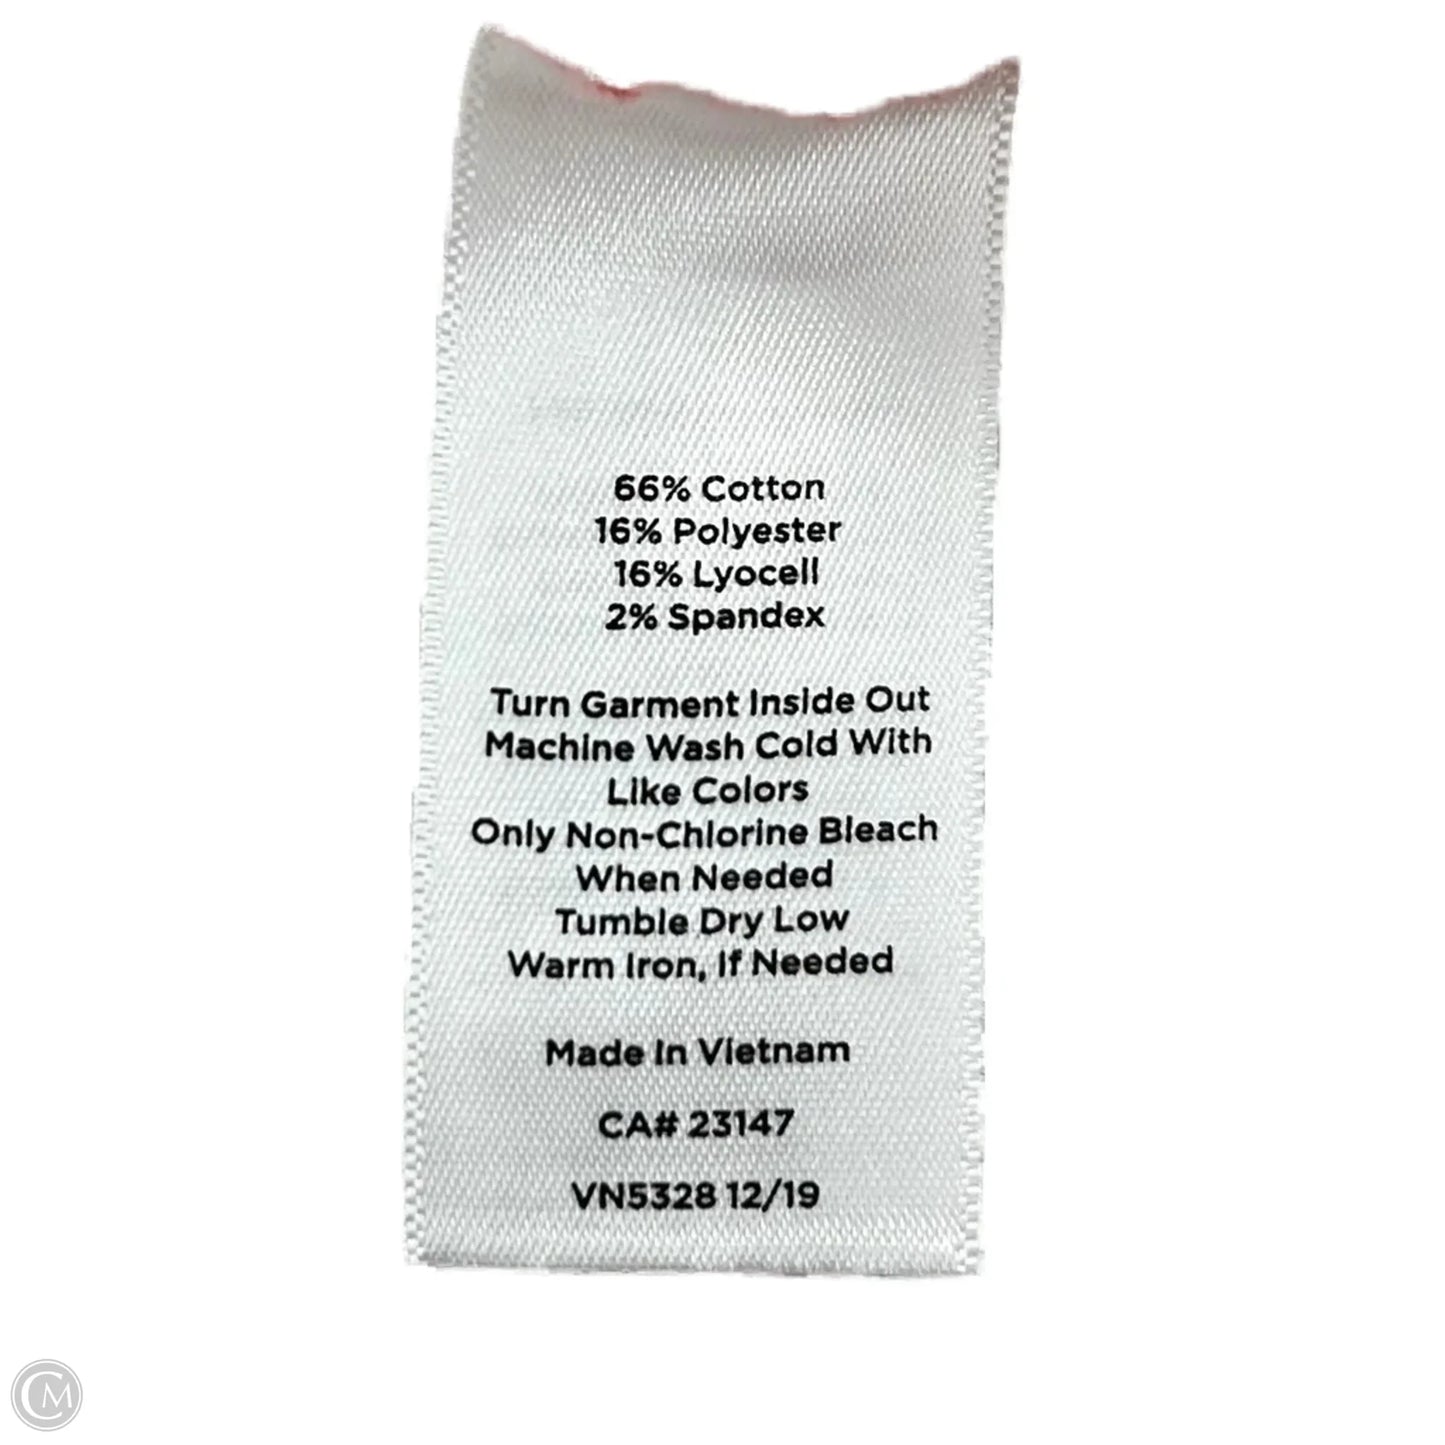 66% Cotton
16% Polyester
16% Lyocell
2% Spandex
Turn Garment Inside Out
Machine Wash Cold With
Like Colors
Only Non-Chlorine Bleach
When Needed
Tumble Dry Low
Warm Iron, If Needed
Made In Vietnam
CA# 23147
VN5328 12/19
CM